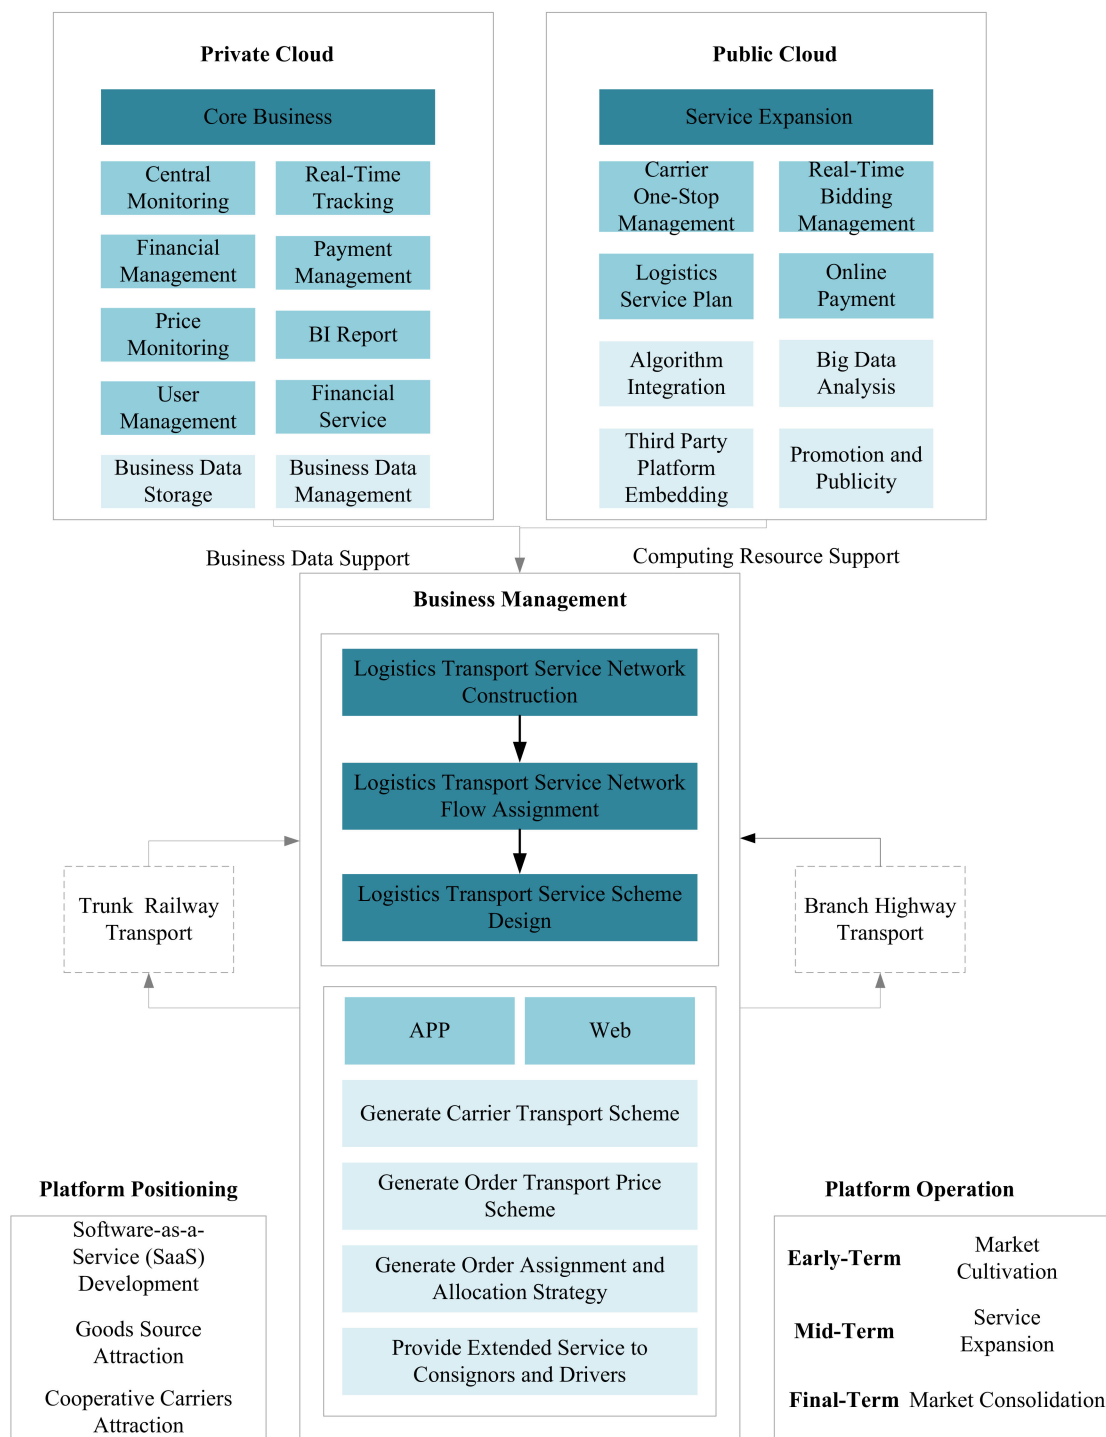 Private Cloud
Core Business
Central
Monitoring
Real-Time
Tracking
Financial
Management
Payment
Management
Price
Monitoring
BI Report
User
Management
Financial
Service
Business Data
Storage
Business Data
Management
Public Cloud
Service Expansion
Carrier
One-Stop
Management
Real-Time
Bidding
Management
Logistics
Service Plan
Online
Payment
Algorithm
Integration
Big Data
Analysis
Third Party
Platform
Embedding
Promotion and
Publicity
Business Data Support
Computing Resource Support
Business Management
Logistics Transport Service Network
Construction
Logistics Transport Service Network
Flow Assignment
Logistics Transport Service Scheme
Design
Trunk Railway
Transport
Branch Highway
Transport
APP
Web
Generate Carrier Transport Scheme
Generate Order Transport Price
Scheme
Generate Order Assignment and
Allocation Strategy
Provide Extended Service to
Consignors and Drivers
Platform Positioning
Software-as-a-
Service (SaaS)
Development
Goods Source
Attraction
Cooperative Carriers
Attraction
Platform Operation
Early-Term
Market
Cultivation
Mid-Term
Service
Expansion
Final-Term
Market Consolidation